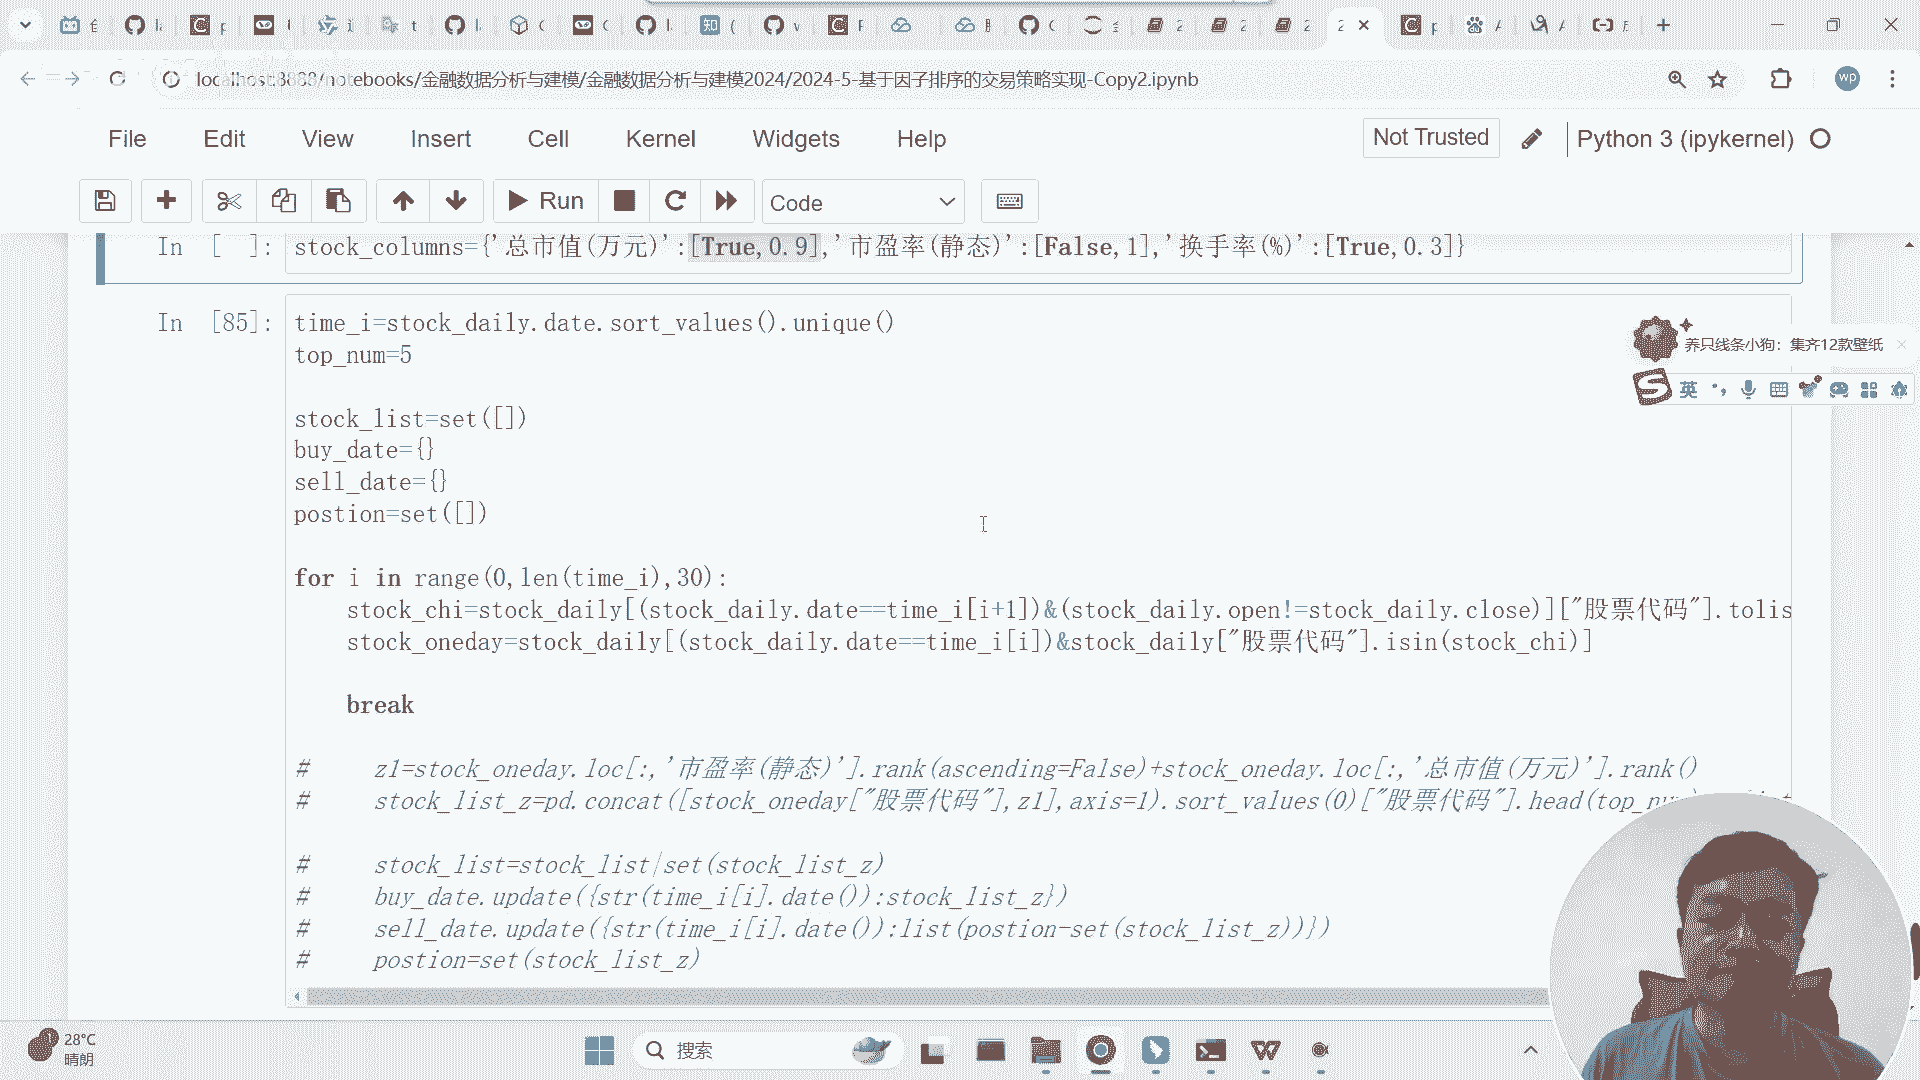 localhost:8888/notebooks/金融数据分析与建模/金融数据分析与建模2024/2024-5-基于因子排序的交易策略实现-Copy2.ipynb
wp
File Edit View Insert Cell Kernel Widgets Help
Not Trusted
Python 3 (ipykernel)
Run
Code
In [ ]: stock_columns={'总市值(万元)':[True,0.9],'市盈率(静态)':[False,1],'换手率(%)':[True,0.3]}
In [85]: time_i=stock_daily.date.sort_values().unique()
top_num=5
stock_list=set([])
buy_date={}
sell_date={}
postion=set([])
for i in range(0,len(time_i),30):
stock_chi=stock_daily[(stock_daily.date==time_i[i+1])&(stock_daily.open!=stock_daily.close)]["股票代码"].tolis
stock_oneday=stock_daily[(stock_daily.date==time_i[i])&stock_daily["股票代码"].isin(stock_chi)]
break
# z1=stock_oneday.loc[:,'市盈率(静态)'].rank(ascending=False)+stock_oneday.loc[:,'总市值(万元)'].rank()
# stock_list_z=pd.concat([stock_oneday["股票代码"],z1],axis=1).sort_values(0)["股票代码"].head(top_num)
# stock_list=stock_list|set(stock_list_z)
# buy_date.update({str(time_i[i].date()):stock_list_z})
# sell_date.update({str(time_i[i].date()):list(postion-set(stock_list_z))})
# postion=set(stock_list_z)
养只线条小狗：集齐12款壁纸
英
28°C
晴朗
搜索